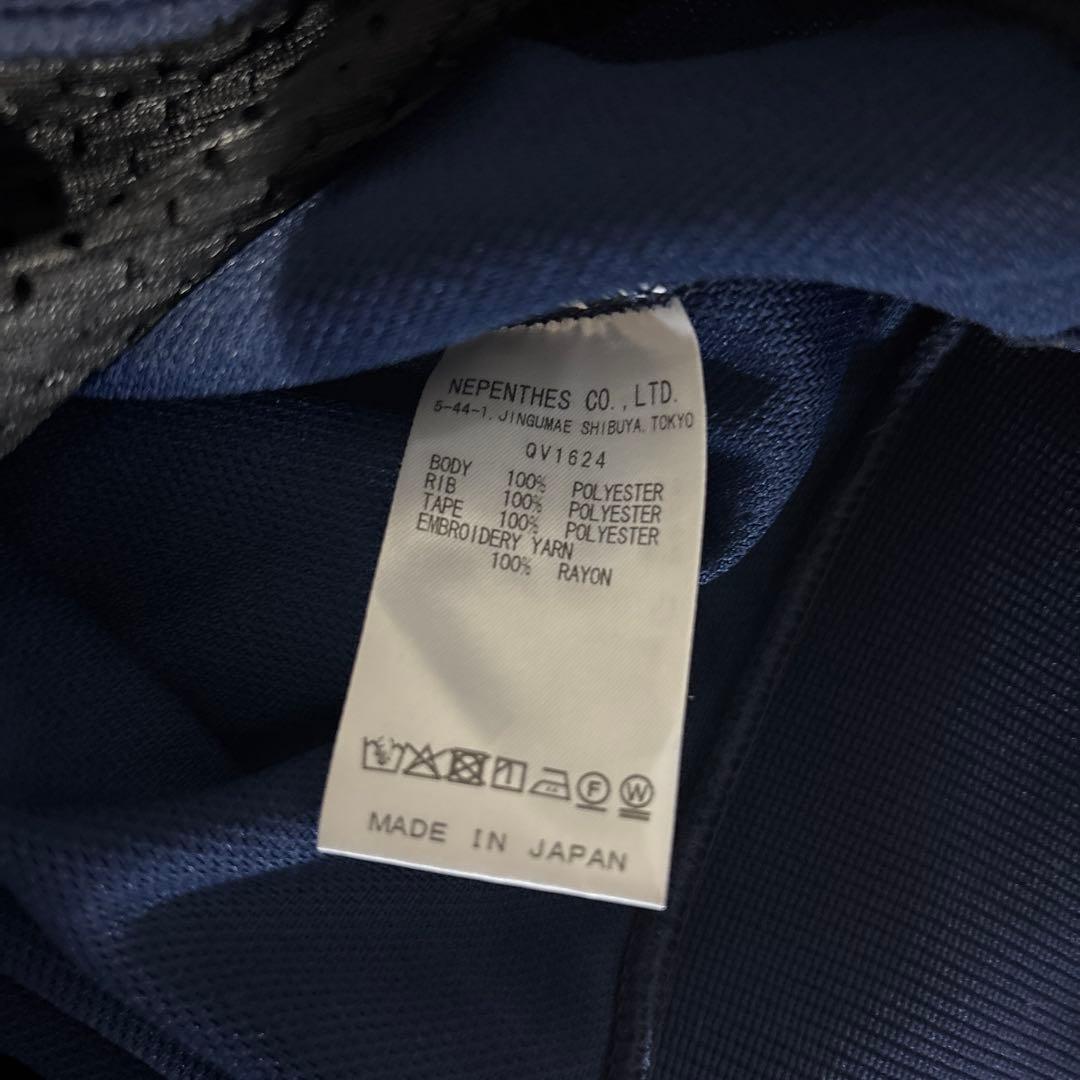 NEPENTHES CO.,LTD.
5-44-1, JINGUMAE SHIBUYA, TOKYO
QV1624
BODY 100% POLYESTER
RIB 100% POLYESTER
TAPE 100% POLYESTER
EMBROIDERY YARN
100% RAYON
F W
MADE IN JAPAN